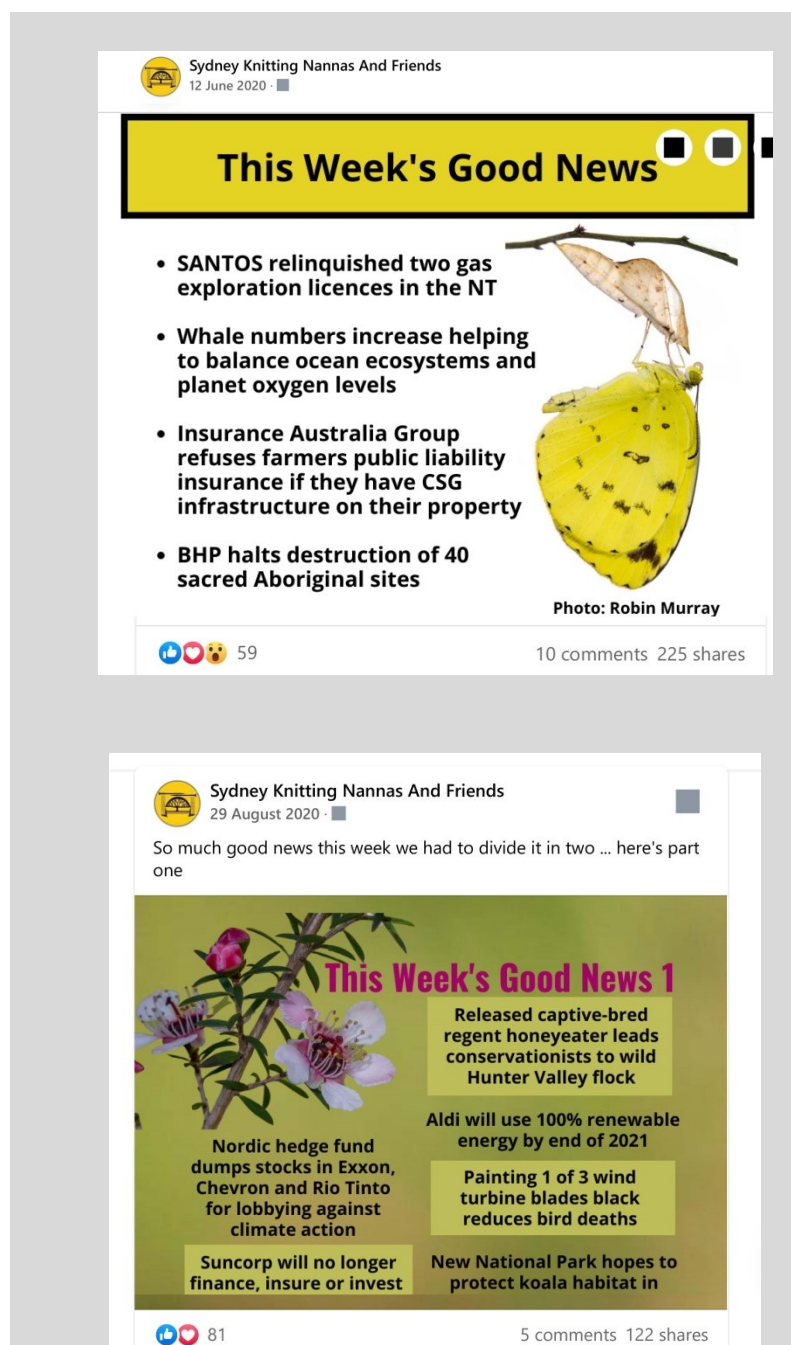 Sydney Knitting Nannas And Friends
12 June 2020 ·
This Week's Good News
• SANTOS relinquished two gas
exploration licences in the NT
• Whale numbers increase helping
to balance ocean ecosystems and
planet oxygen levels
• Insurance Australia Group
refuses farmers public liability
insurance if they have CSG
infrastructure on their property
• BHP halts destruction of 40
sacred Aboriginal sites
Photo: Robin Murray
59
10 comments 225 shares
Sydney Knitting Nannas And Friends
29 August 2020 ·
So much good news this week we had to divide it in two ... here's part
one
This Week's Good News 1
Released captive-bred
regent honeyeater leads
conservationists to wild
Hunter Valley flock
Aldi will use 100% renewable
energy by end of 2021
Painting 1 of 3 wind
turbine blades black
reduces bird deaths
New National Park hopes to
protect koala habitat in
Nordic hedge fund
dumps stocks in Exxon,
Chevron and Rio Tinto
for lobbying against
climate action
Suncorp will no longer
finance, insure or invest
81
5 comments 122 shares